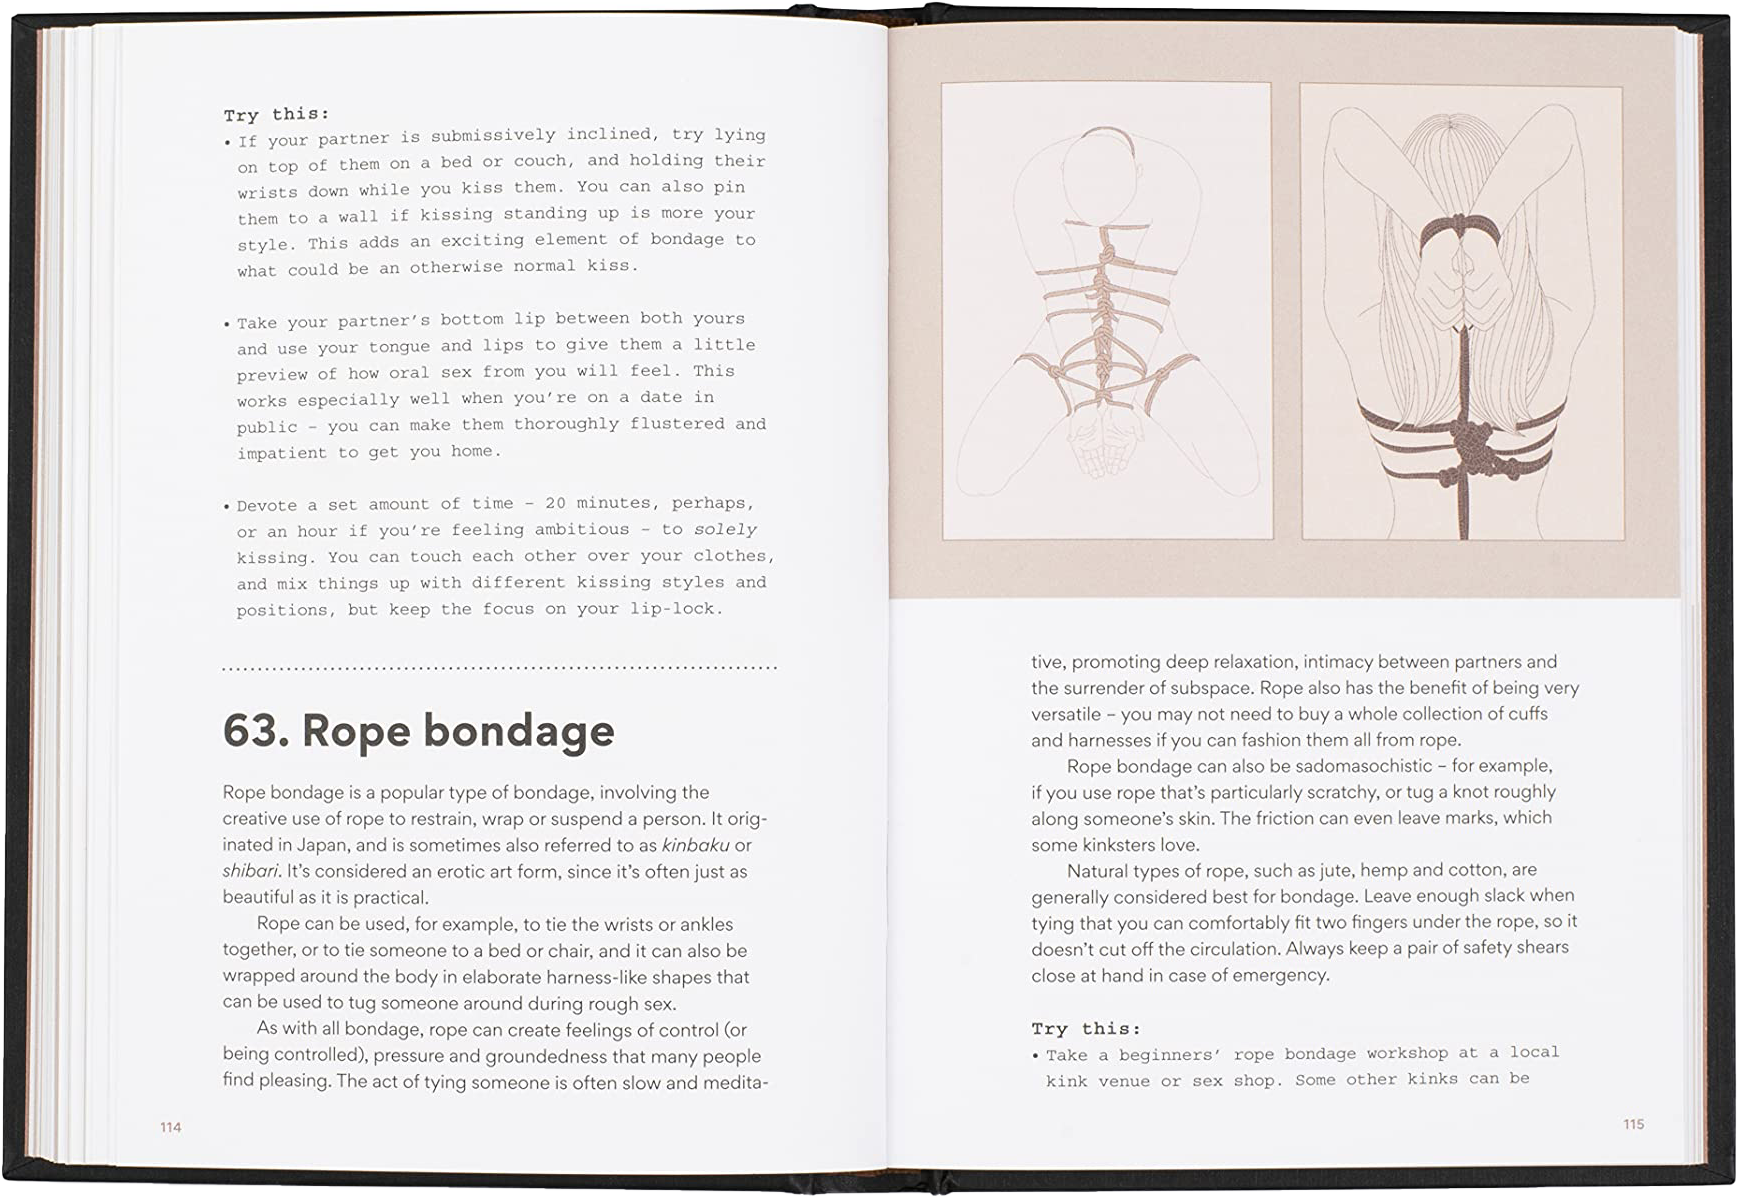 Try this:
• If your partner is submissively inclined, try lying
on top of them on a bed or couch, and holding their
wrists down while you kiss them. You can also pin
them to a wall if kissing standing up is more your
style. This adds an exciting element of bondage to
what could be an otherwise normal kiss.
• Take your partner's bottom lip between both yours
and use your tongue and lips to give them a little
preview of how oral sex from you will feel. This
works especially well when you're on a date in
public – you can make them thoroughly flustered and
impatient to get you home.
• Devote a set amount of time – 20 minutes, perhaps,
or an hour if you're feeling ambitious – to solely
kissing. You can touch each other over your clothes,
and mix things up with different kissing styles and
positions, but keep the focus on your lip-lock.
63. Rope bondage
Rope bondage is a popular type of bondage, involving the
creative use of rope to restrain, wrap or suspend a person. It orig-
inated in Japan, and is sometimes also referred to as kinbaku or
shibari. It's considered an erotic art form, since it's often just as
beautiful as it is practical.
Rope can be used, for example, to tie the wrists or ankles
together, or to tie someone to a bed or chair, and it can also be
wrapped around the body in elaborate harness-like shapes that
can be used to tug someone around during rough sex.
As with all bondage, rope can create feelings of control (or
being controlled), pressure and groundedness that many people
find pleasing. The act of tying someone is often slow and medita-
114
tive, promoting deep relaxation, intimacy between partners and
the surrender of subspace. Rope also has the benefit of being very
versatile – you may not need to buy a whole collection of cuffs
and harnesses if you can fashion them all from rope.
Rope bondage can also be sadomasochistic – for example,
if you use rope that's particularly scratchy, or tug a knot roughly
along someone's skin. The friction can even leave marks, which
some kinksters love.
Natural types of rope, such as jute, hemp and cotton, are
generally considered best for bondage. Leave enough slack when
tying that you can comfortably fit two fingers under the rope, so it
doesn't cut off the circulation. Always keep a pair of safety shears
close at hand in case of emergency.
Try this:
• Take a beginners' rope bondage workshop at a local
kink venue or sex shop. Some other kinks can be
115